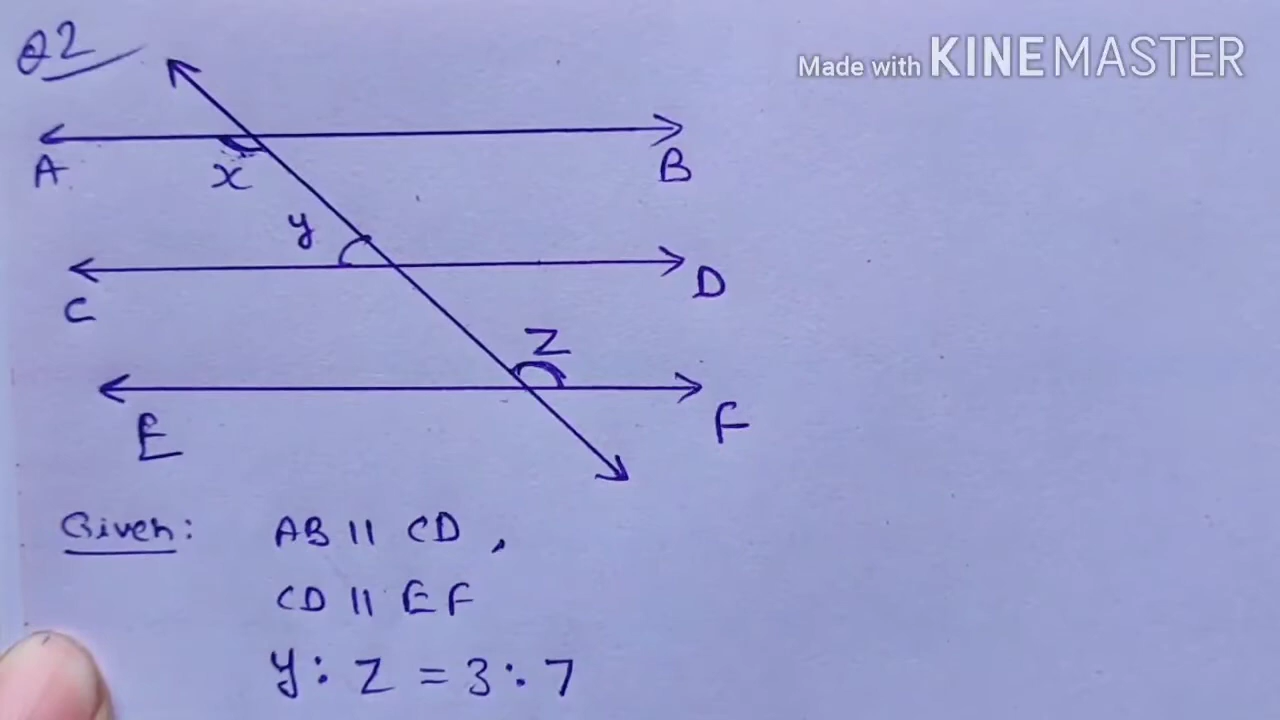 Q2
Made with KINEMASTER
A
B
x
y
C
D
Z
E
F
Given: AB || CD ,
CD || EF
y : Z = 3 : 7